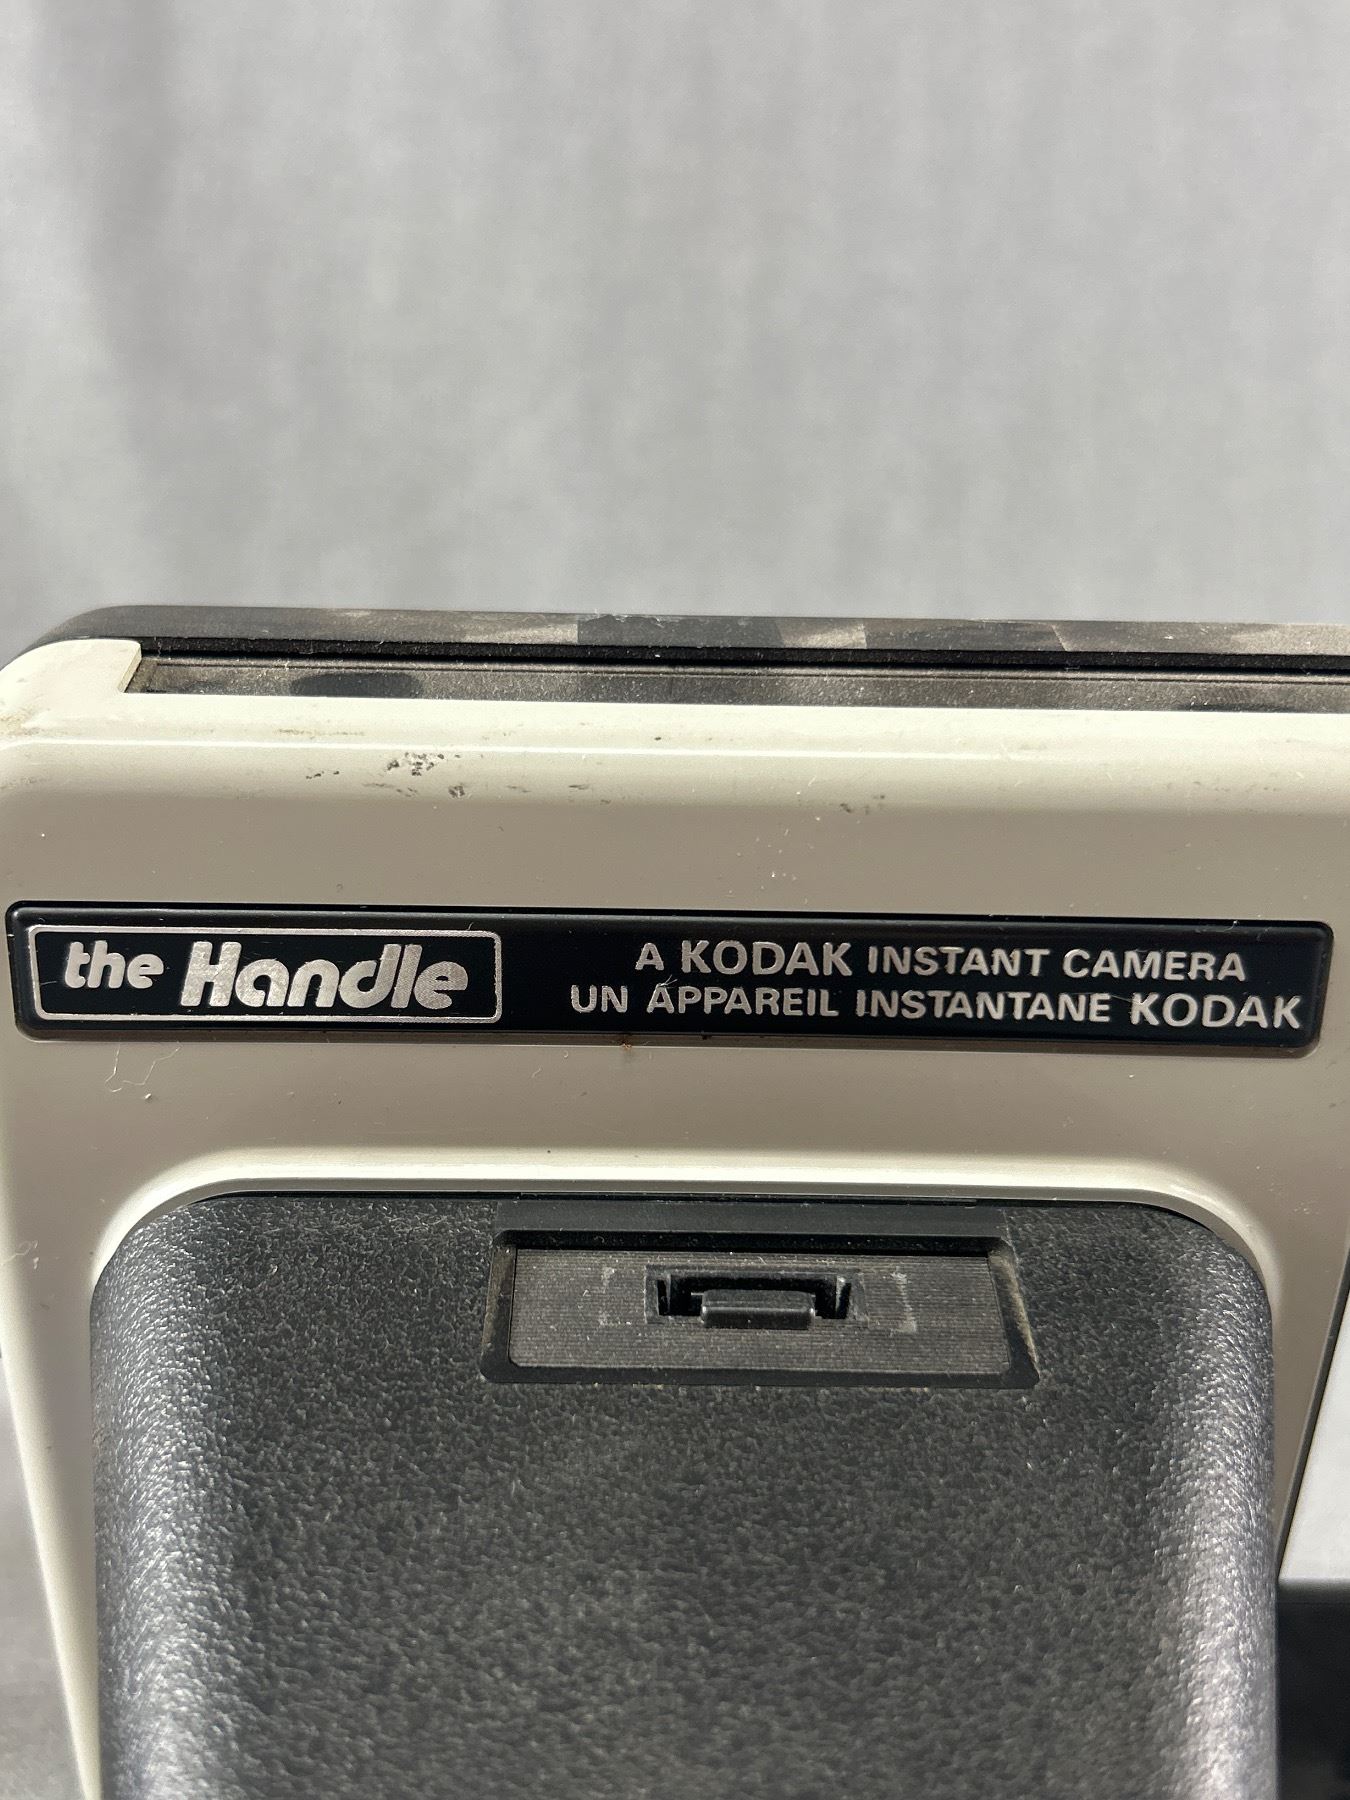 the Handle
A KODAK INSTANT CAMERA
UN APPAREIL INSTANTANE KODAK